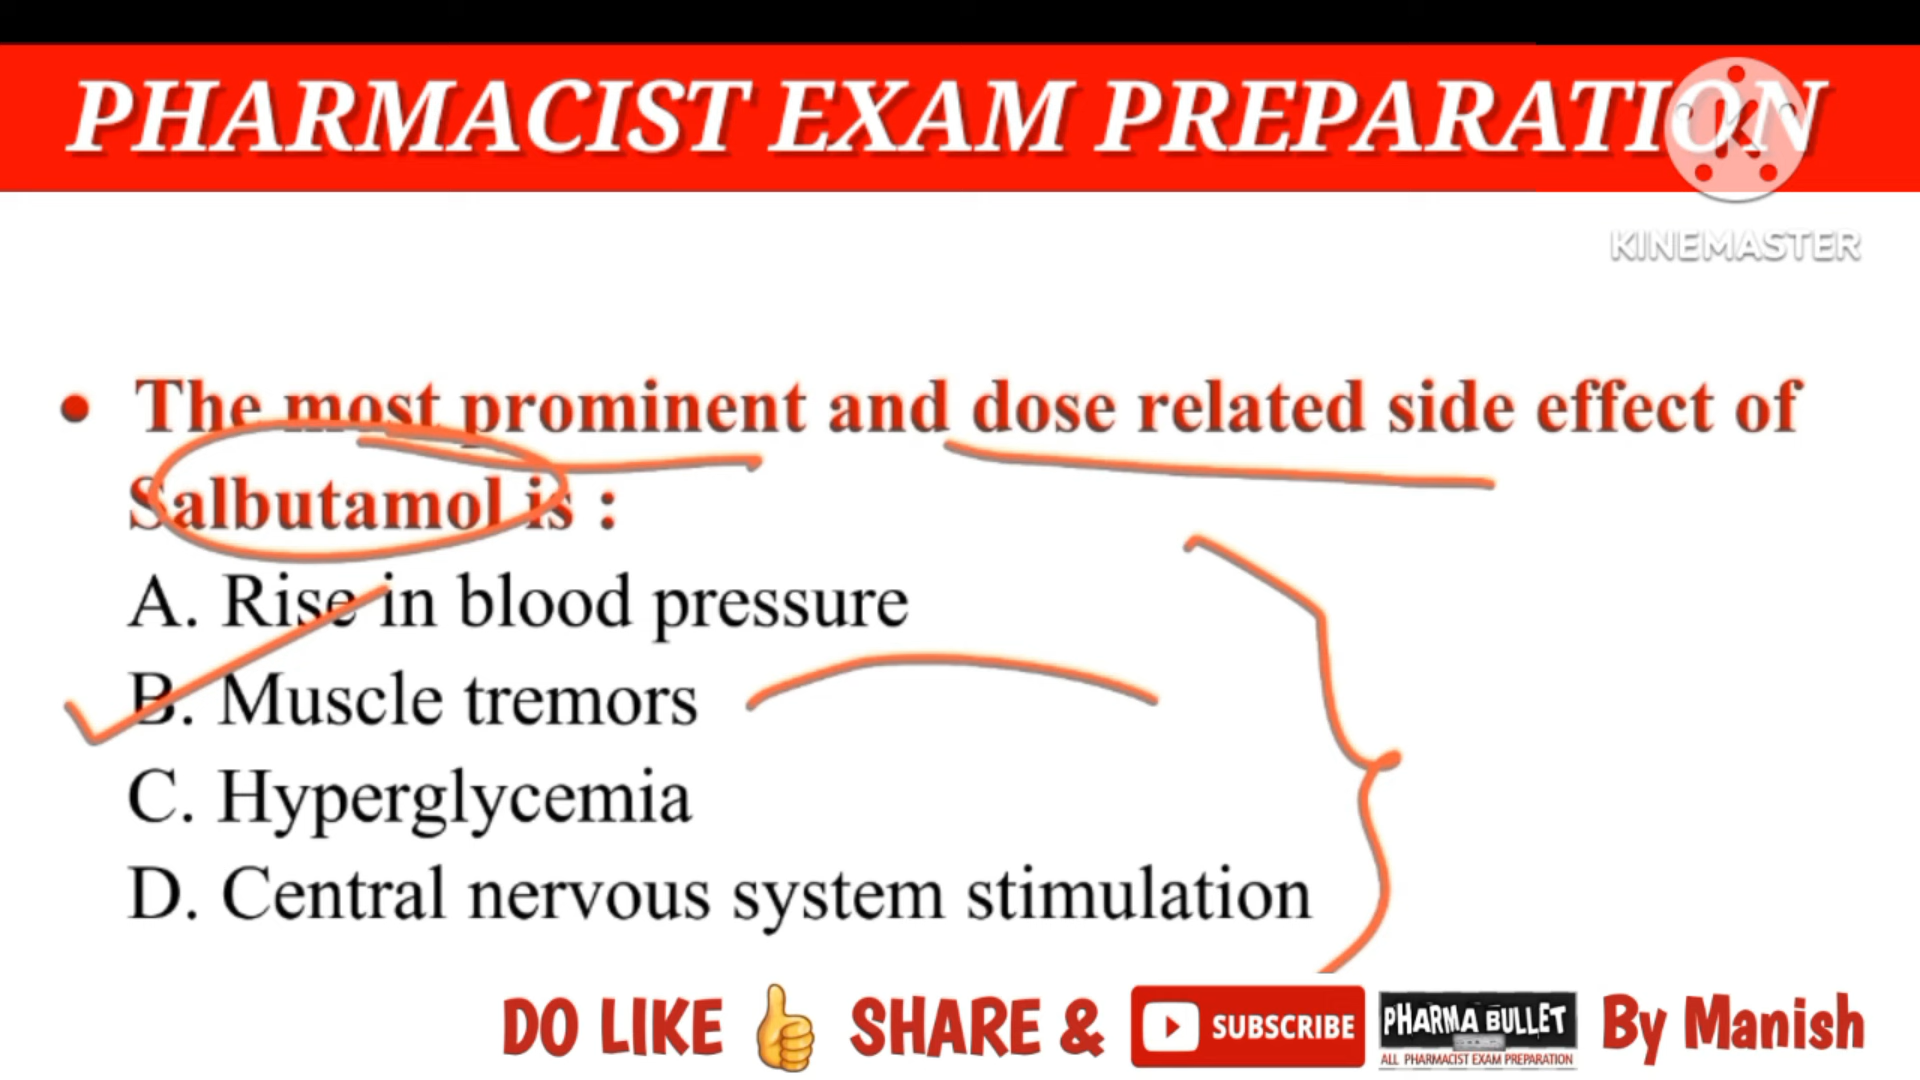 PHARMACIST EXAM PREPARATION
KINEMASTER
• The most prominent and dose related side effect of
Salbutamol is :
A. Rise in blood pressure
B. Muscle tremors
C. Hyperglycemia
D. Central nervous system stimulation
DO LIKE 👍 SHARE & SUBSCRIBE PHARMA BULLET By Manish
ALL PHARMACIST EXAM PREPARATION